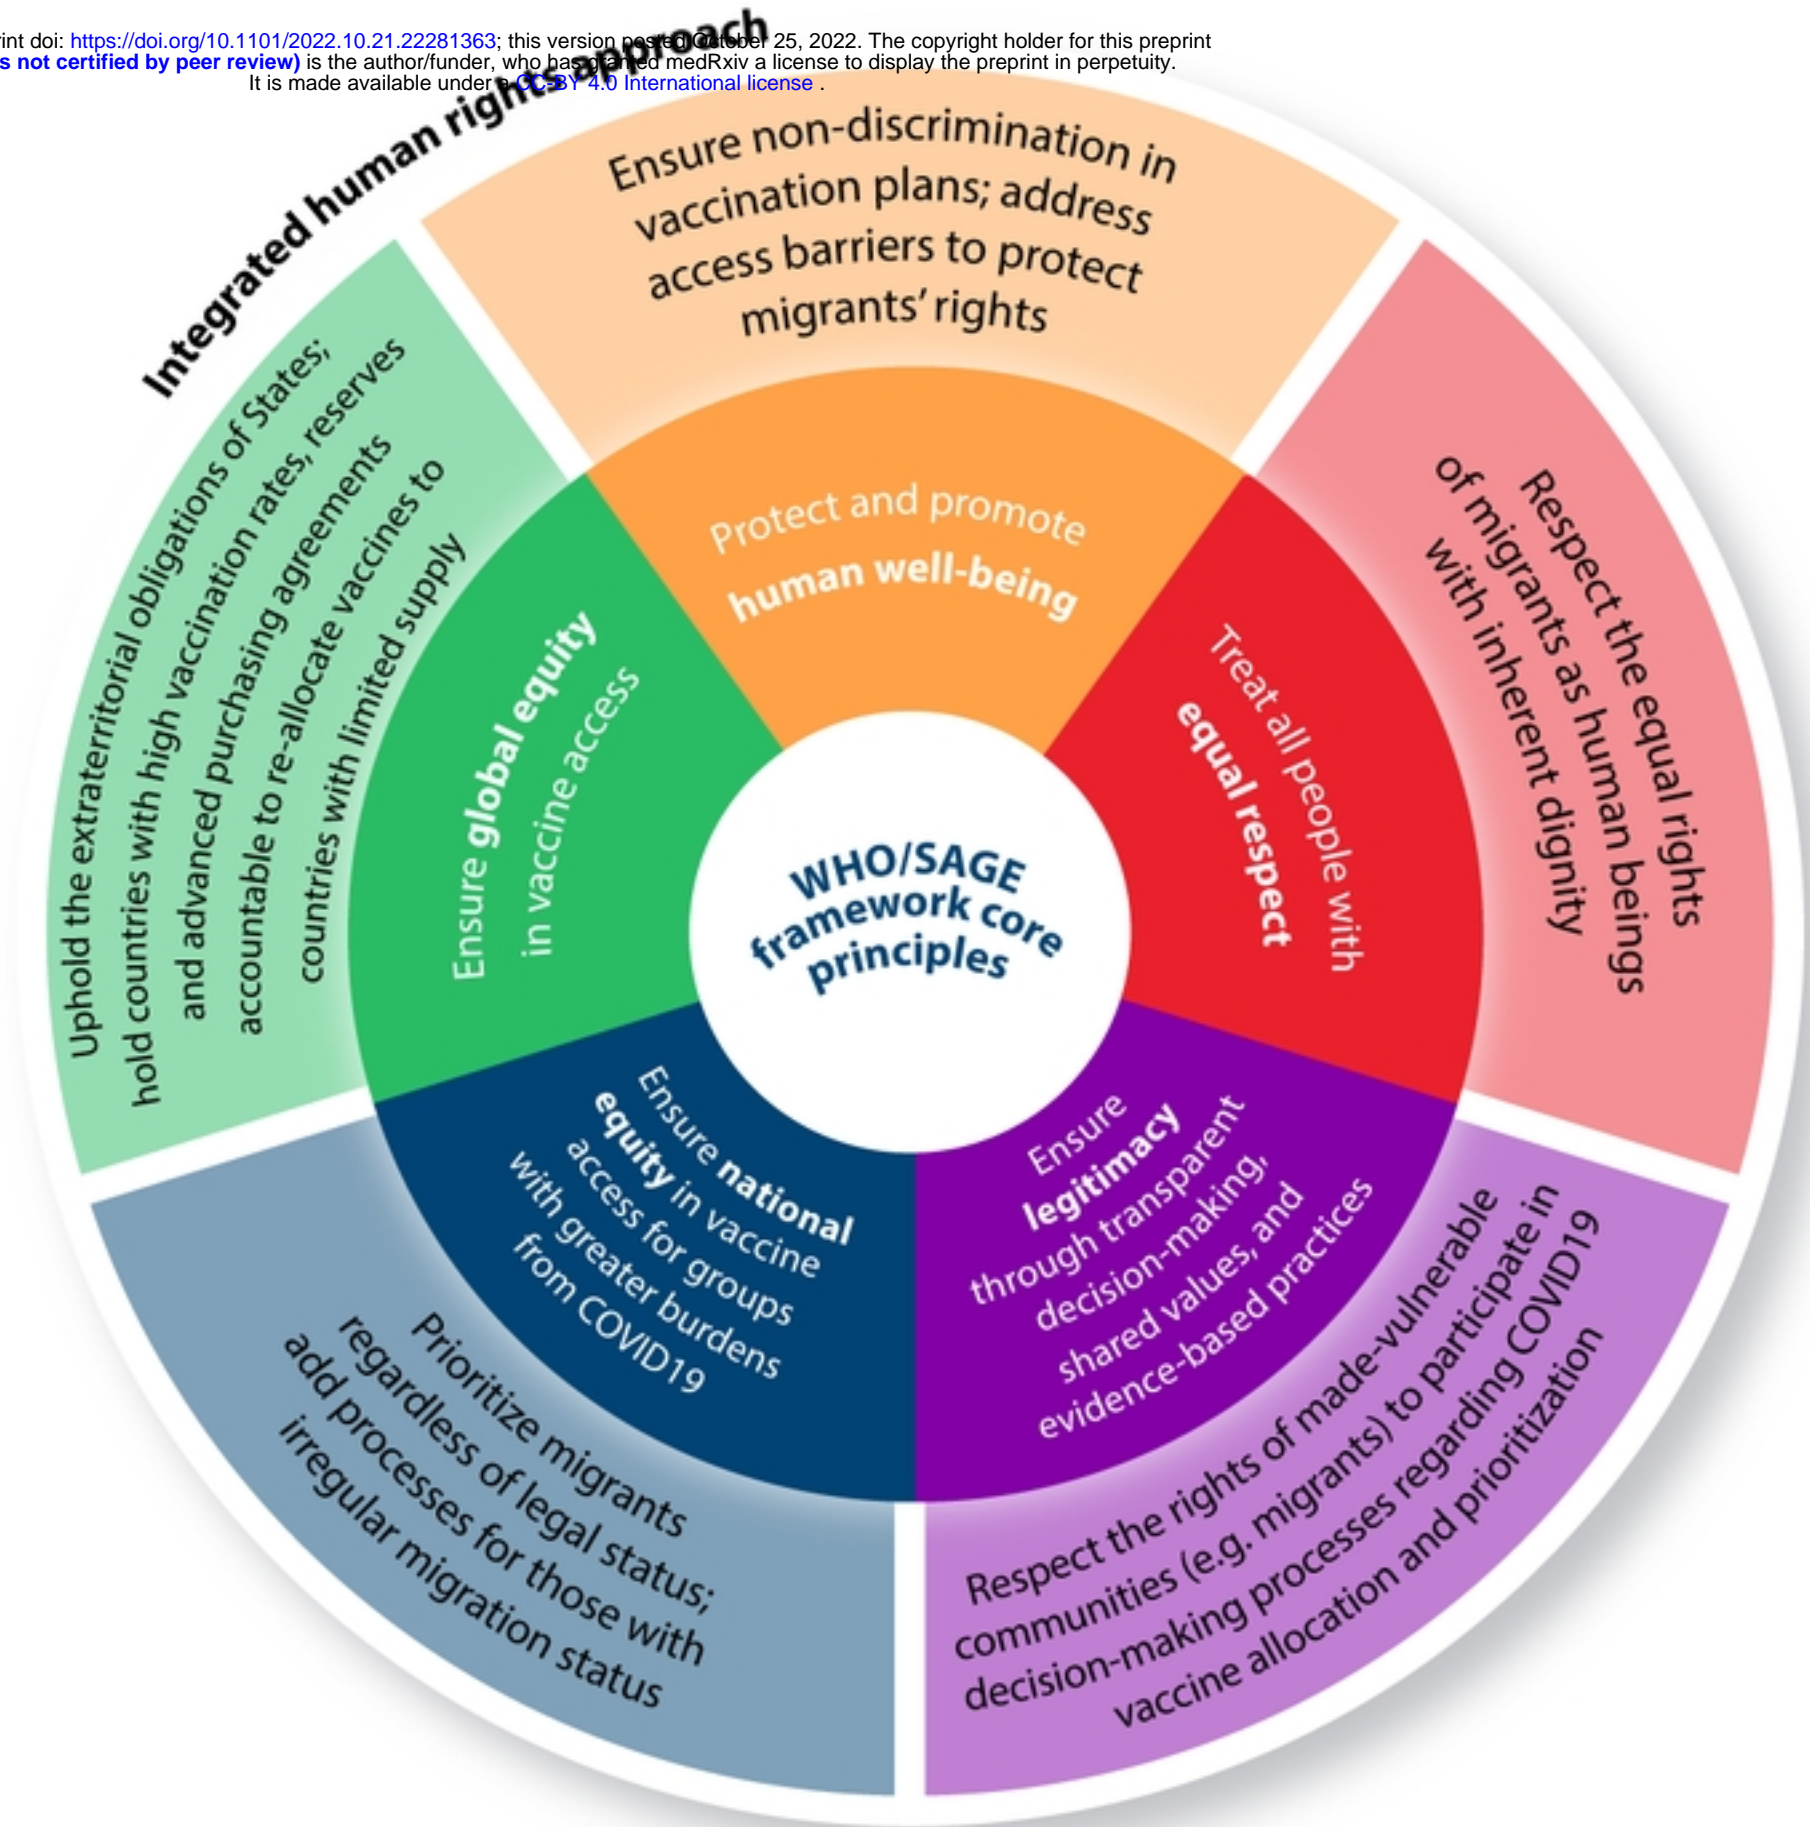 int doi: https://doi.org/10.1101/2022.10.21.22281363; this version posted October 25, 2022. The copyright holder for this preprint
s not certified by peer review) is the author/funder, who has granted medRxiv a license to display the preprint in perpetuity.
It is made available under a CC-BY 4.0 International license .
Integrated human rights approach
Ensure non-discrimination in
vaccination plans; address
access barriers to protect
migrants' rights
Protect and promote
human well-being
Respect the equal rights
of migrants as human beings
with inherent dignity
Treat all people with
equal respect
Ensure
legitimacy
through transparent
decision-making,
shared values, and
evidence-based practices
Respect the rights of made-vulnerable
communities (e.g. migrants) to participate in
decision-making processes regarding COVID19
vaccine allocation and prioritization
Ensure national
equity in vaccine
access for groups
with greater burdens
from COVID19
Prioritize migrants
regardless of legal status;
add processes for those with
irregular migration status
Uphold the extraterritorial obligations of States;
hold countries with high vaccination rates, reserves
and advanced purchasing agreements
accountable to re-allocate vaccines to
countries with limited supply
Ensure global equity
in vaccine access
WHO/SAGE
framework core
principles